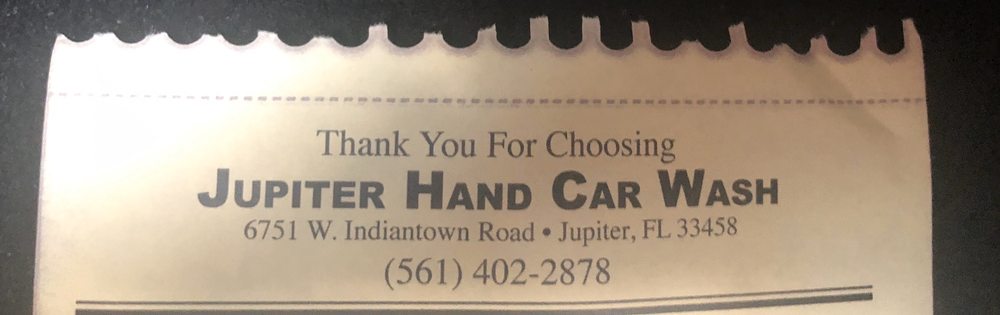 Thank You For Choosing
JUPITER HAND CAR WASH
6751 W. Indiantown Road • Jupiter, FL 33458
(561) 402-2878